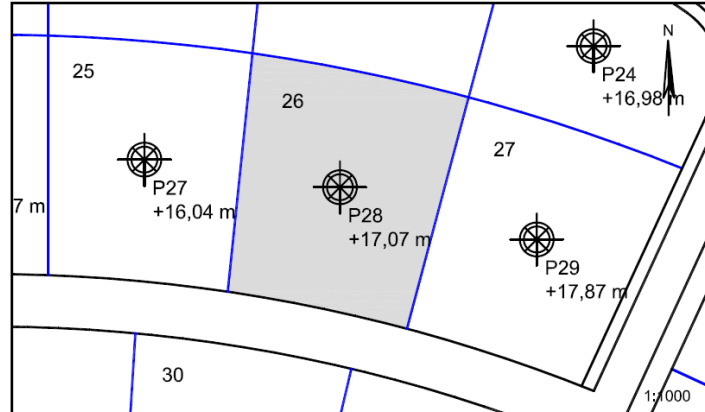 N
25
P24
+16,98 m
26
27
P27
+16,04 m
7 m
P28
+17,07 m
P29
+17,87 m
30
1:1000